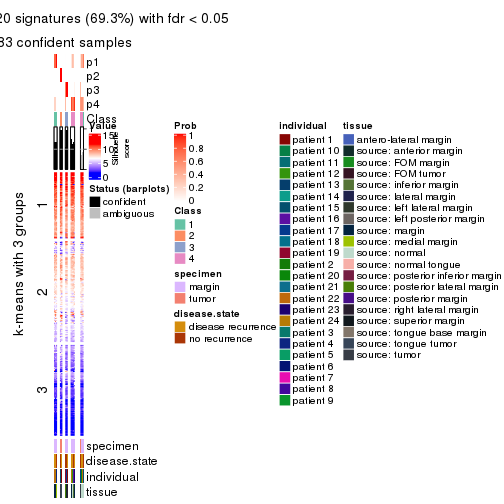 20 signatures (69.3%) with fdr < 0.05
33 confident samples
p1
p2
p3
p4
Class
Silhouette
score
k-means with 3 groups
1
2
3
specimen
disease.state
individual
tissue
Value
15
10
5
0
Status (barplots)
confident
ambiguous
Prob
1
0.8
0.6
0.4
0.2
0
Class
1
2
3
4
specimen
margin
tumor
disease.state
disease recurrence
no recurrence
individual
patient 1
patient 10
patient 11
patient 12
patient 13
patient 14
patient 15
patient 16
patient 17
patient 18
patient 19
patient 2
patient 20
patient 21
patient 22
patient 23
patient 24
patient 3
patient 4
patient 5
patient 6
patient 7
patient 8
patient 9
tissue
antero-lateral margin
source: anterior margin
source: FOM margin
source: FOM tumor
source: inferior margin
source: lateral margin
source: left lateral margin
source: left posterior margin
source: margin
source: medial margin
source: normal
source: normal tongue
source: posterior inferior margin
source: posterior lateral margin
source: posterior margin
source: right lateral margin
source: superior margin
source: tongue base margin
source: tongue tumor
source: tumor